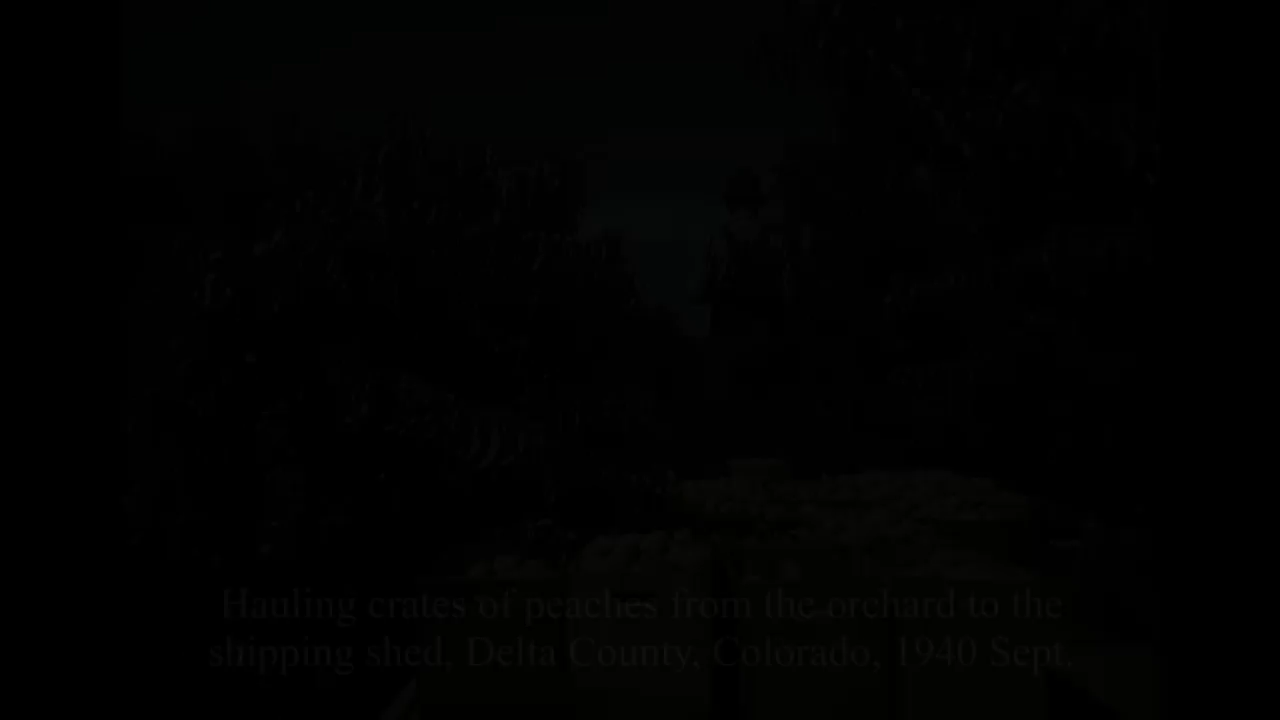 Hauling crates of peaches from the orchard to the
shipping shed, Delta County, Colorado, 1940 Sept.